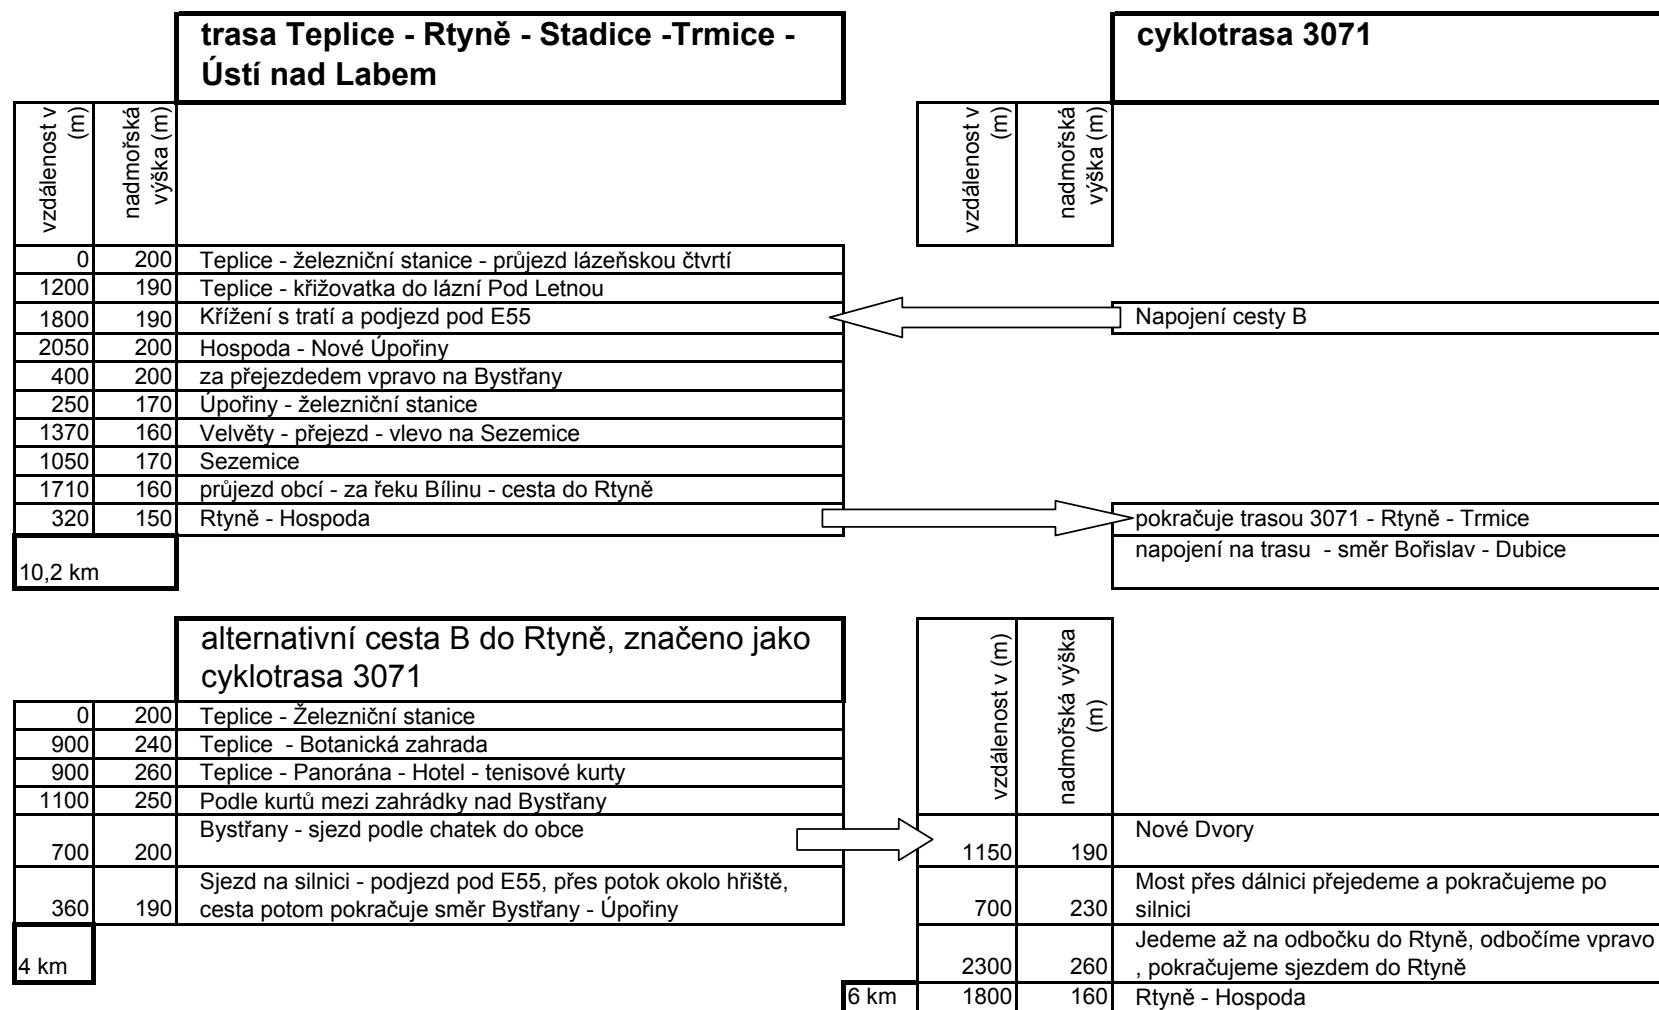 trasa Teplice - Rtyně - Stadice -Trmice -
Ústí nad Labem
cyklotrasa 3071
vzdálenost v
(m)
nadmořská
výška (m)
vzdálenost v
(m)
nadmořská
výška (m)
0 200 Teplice - železniční stanice - průjezd lázeňskou čtvrtí
1200 190 Teplice - křižovatka do lázní Pod Letnou
1800 190 Křížení s tratí a podjezd pod E55
Napojení cesty B
2050 200 Hospoda - Nové Úpořiny
400 200 za přejezdedem vpravo na Bystřany
250 170 Úpořiny - železniční stanice
1370 160 Velvěty - přejezd - vlevo na Sezemice
1050 170 Sezemice
1710 160 průjezd obcí - za řeku Bílinu - cesta do Rtyně
320 150 Rtyně - Hospoda
pokračuje trasou 3071 - Rtyně - Trmice
napojení na trasu  - směr Bořislav - Dubice
10,2 km
alternativní cesta B do Rtyně, značeno jako
cyklotrasa 3071
0 200 Teplice - Železniční stanice
900 240 Teplice  - Botanická zahrada
900 260 Teplice - Panorána - Hotel - tenisové kurty
1100 250 Podle kurtů mezi zahrádky nad Bystřany
700 200 Bystřany - sjezd podle chatek do obce
360 190 Sjezd na silnici - podjezd pod E55, přes potok okolo hřiště,
cesta potom pokračuje směr Bystřany - Úpořiny
4 km
vzdálenost v (m)
nadmořská výška
(m)
1150 190 Nové Dvory
700 230 Most přes dálnici přejedeme a pokračujeme po
silnici
2300 260 Jedeme až na odbočku do Rtyně, odbočíme vpravo
, pokračujeme sjezdem do Rtyně
6 km 1800 160 Rtyně - Hospoda